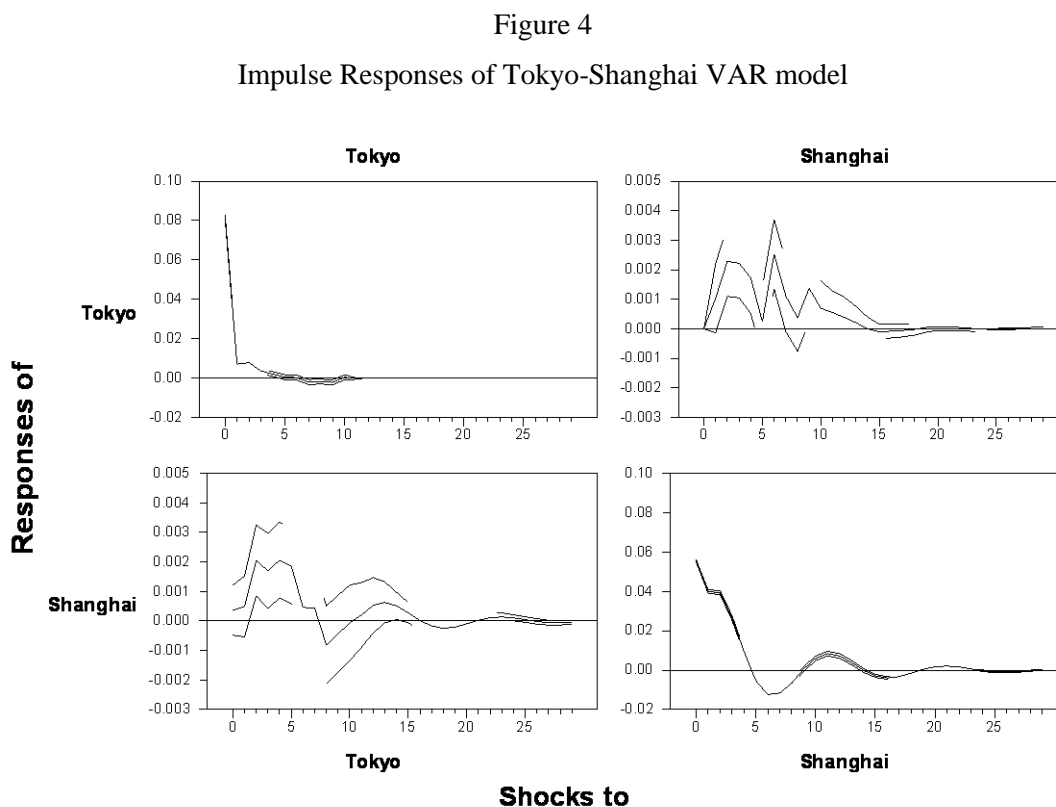 Figure 4
Impulse Responses of Tokyo-Shanghai VAR model
Tokyo
0.10
0.08
0.06
0.04
0.02
0.00
-0.02
0 5 10 15 20 25
Shanghai
0.005
0.004
0.003
0.002
0.001
0.000
-0.001
-0.002
-0.003
0 5 10 15 20 25
Tokyo
Responses of
Shanghai
0.005
0.004
0.003
0.002
0.001
0.000
-0.001
-0.002
-0.003
0 5 10 15 20 25
Tokyo
0.10
0.08
0.06
0.04
0.02
0.00
-0.02
0 5 10 15 20 25
Shanghai
Shocks to